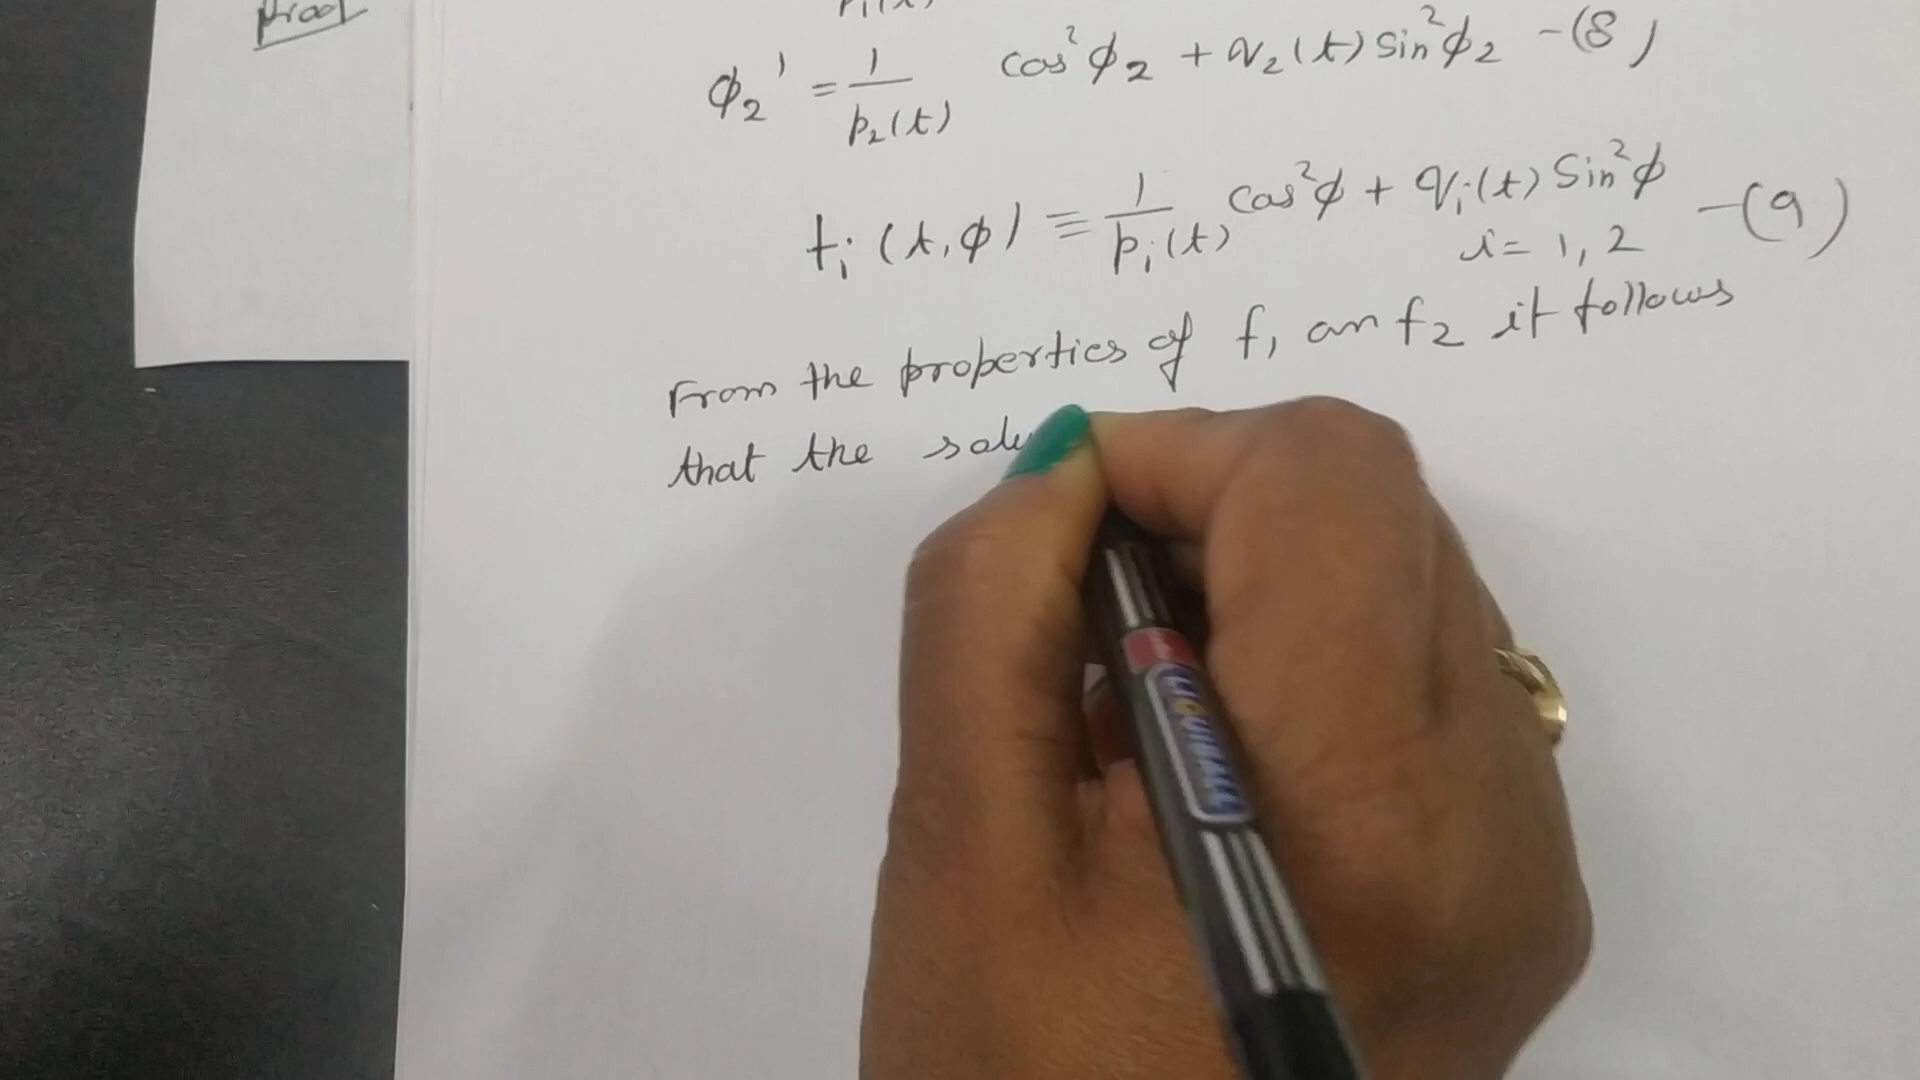 Proof
ϕ₂' = 1/p₂(t) cos²ϕ₂ + q₂(t) sin²ϕ₂ -(8)
fᵢ(t,ϕ) ≡ 1/pᵢ(t) cos²ϕ + qᵢ(t) Sin²ϕ -(9)
i = 1, 2
From the properties of f₁ an f₂ it follows
that the solu